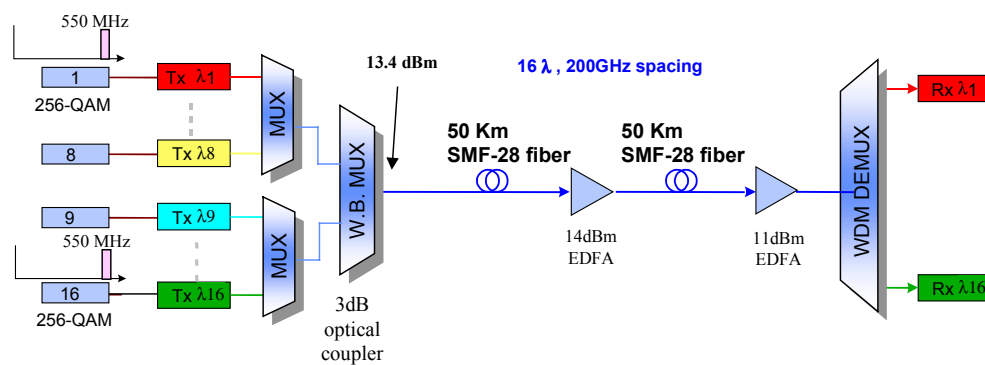 550 MHz
1
256-QAM
Tx λ1
8
Tx λ8
MUX
9
Tx λ9
550 MHz
16
256-QAM
Tx λ16
MUX
W.B. MUX
3dB
optical
coupler
13.4 dBm
16 λ , 200GHz spacing
50 Km
SMF-28 fiber
14dBm
EDFA
50 Km
SMF-28 fiber
11dBm
EDFA
WDM DEMUX
Rx λ1
Rx λ16